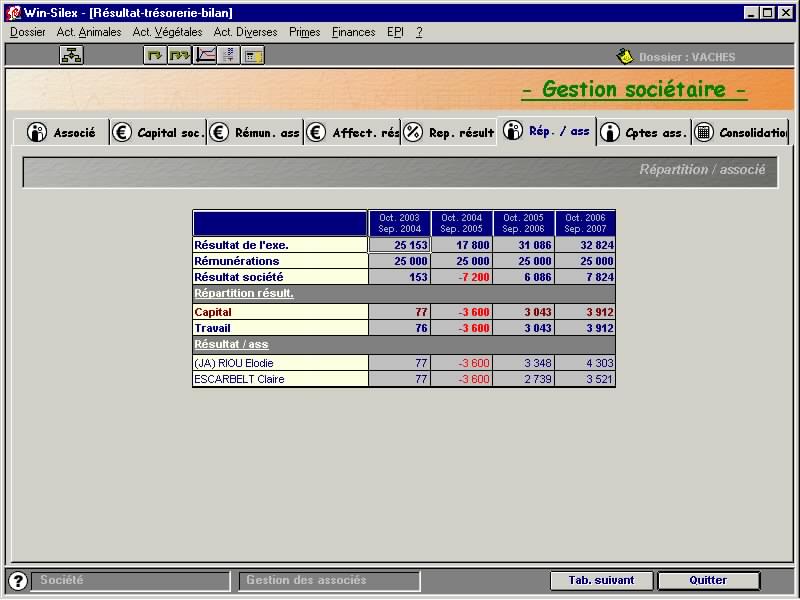 Win-Silex - [Résultat-trésorerie-bilan]
Dossier Act. Animales Act. Végétales Act. Diverses Primes Finances EPI ?
Dossier : VACHES
- Gestion sociétaire -
Associé Capital soc. Rémun. ass Affect. rés Rep. résult Rép. / ass Cptes ass. Consolidatio
Répartition / associé
Oct. 2003 Oct. 2004 Oct. 2005 Oct. 2006
Sep. 2004 Sep. 2005 Sep. 2006 Sep. 2007
Résultat de l'exe. 25 153 17 800 31 086 32 824
Rémunérations 25 000 25 000 25 000 25 000
Résultat société 153 -7 200 6 086 7 824
Répartition résult.
Capital 77 -3 600 3 043 3 912
Travail 76 -3 600 3 043 3 912
Résultat / ass
(JA) RIOU Elodie 77 -3 600 3 348 4 303
ESCARBELT Claire 77 -3 600 2 739 3 521
? Société Gestion des associés Tab. suivant Quitter